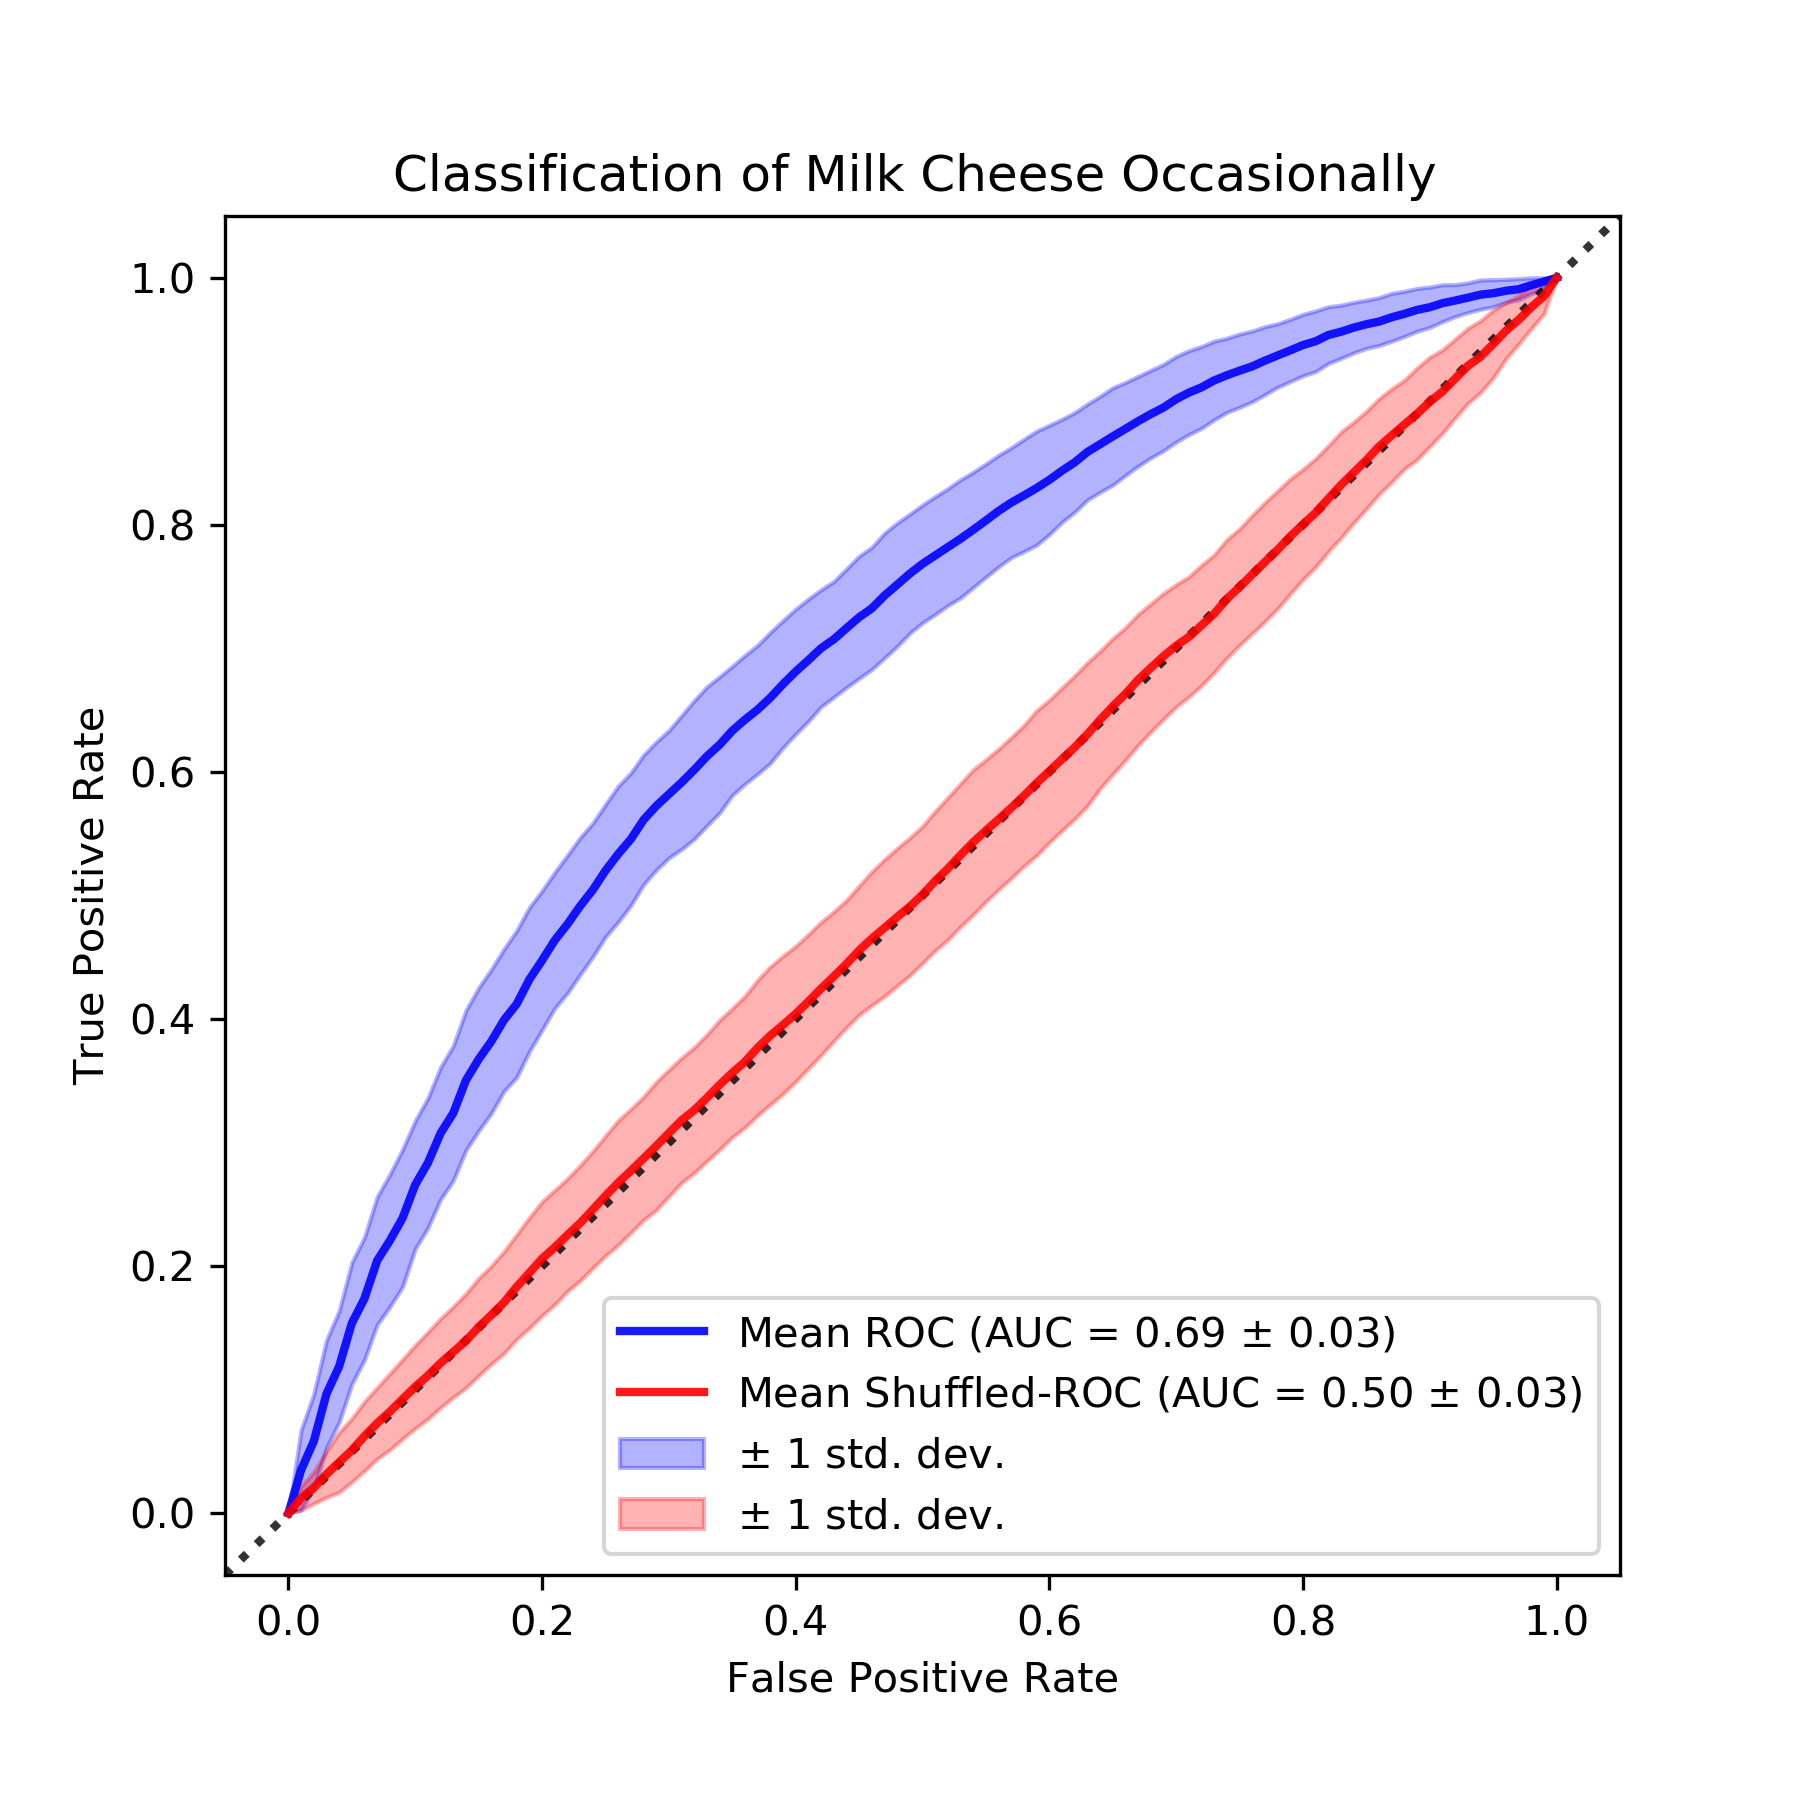 Classification of Milk Cheese Occasionally
1.0
0.8
0.6
0.4
0.2
0.0
True Positive Rate
Mean ROC (AUC = 0.69 ± 0.03)
Mean Shuffled-ROC (AUC = 0.50 ± 0.03)
± 1 std. dev.
± 1 std. dev.
0.0 0.2 0.4 0.6 0.8 1.0
False Positive Rate